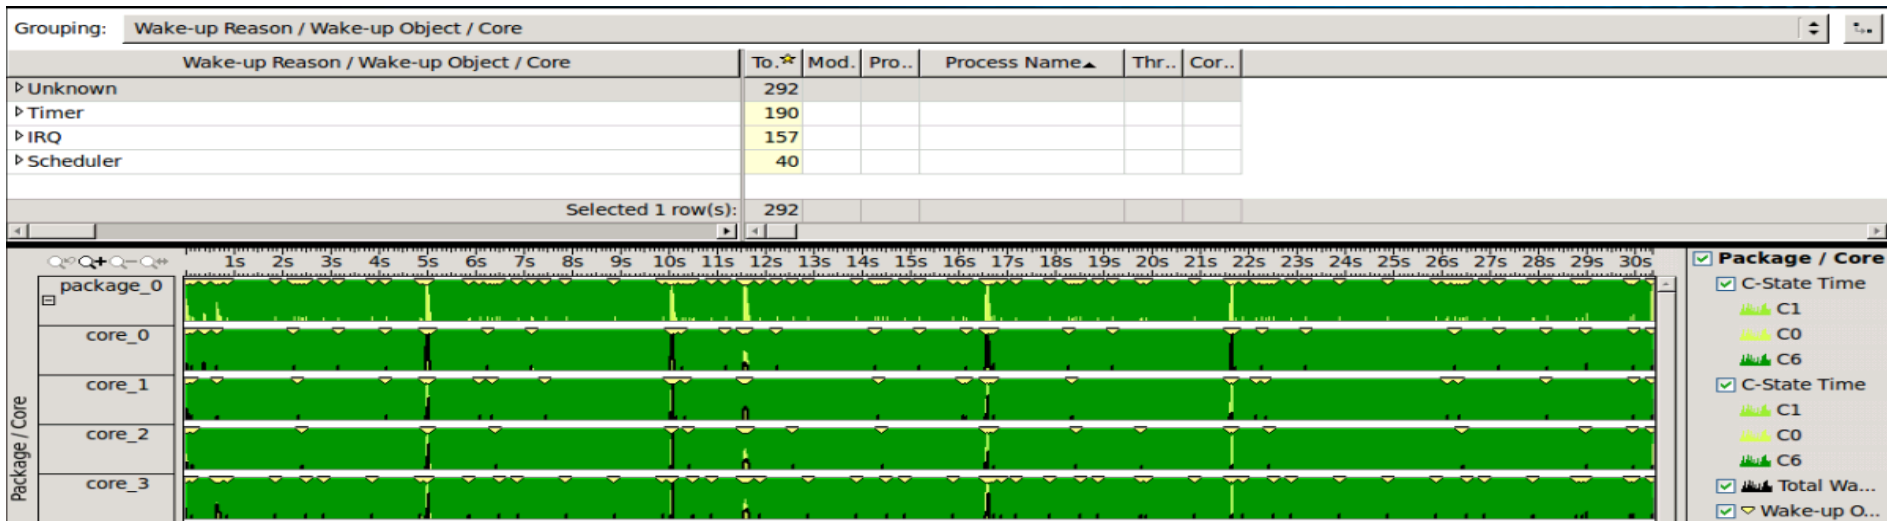 Grouping: Wake-up Reason / Wake-up Object / Core
Wake-up Reason / Wake-up Object / Core To. Mod. Pro.. Process Name Thr.. Cor..
Unknown 292
Timer 190
IRQ 157
Scheduler 40
Selected 1 row(s): 292
1s 2s 3s 4s 5s 6s 7s 8s 9s 10s 11s 12s 13s 14s 15s 16s 17s 18s 19s 20s 21s 22s 23s 24s 25s 26s 27s 28s 29s 30s
Package / Core
package_0
core_0
core_1
core_2
core_3
Package / Core
C-State Time
C1
C0
C6
C-State Time
C1
C0
C6
Total Wa...
Wake-up O...